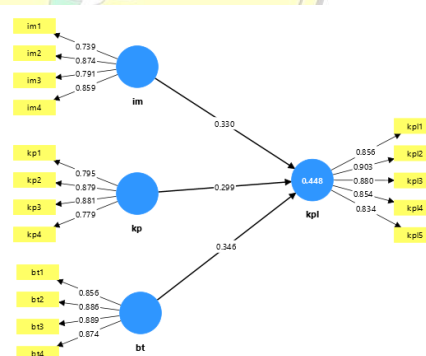 im1
0.739
im2
0.874
im3
0.791
im4
0.859
im
0.330
kp1
0.795
kp2
0.879
kp3
0.881
kp4
0.779
kp
0.299
bt1
0.856
bt2
0.886
bt3
0.889
bt4
0.874
bt
0.346
0.448
kpl
kpl1
0.856
kpl2
0.903
kpl3
0.880
kpl4
0.854
kpl5
0.834